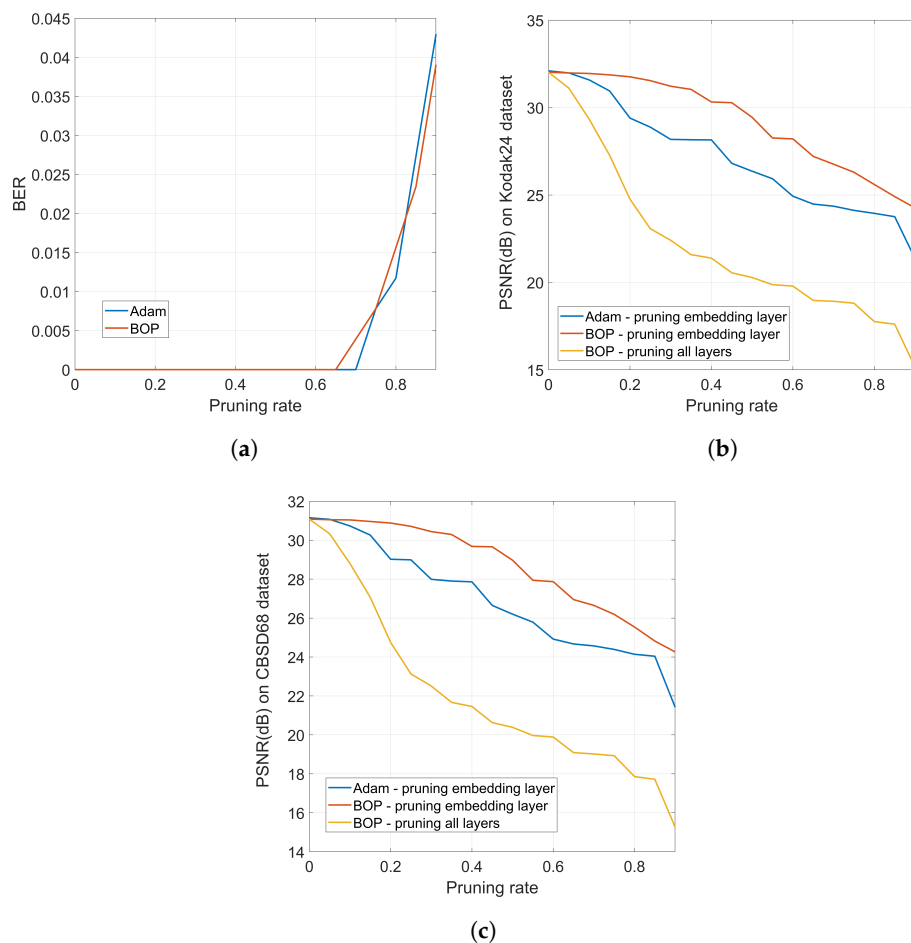 0.045
0.04
0.035
0.03
0.025
0.02
0.015
0.01
0.005
0
BER
Adam
BOP
0 0.2 0.4 0.6 0.8
Pruning rate
(a)
35
30
25
20
15
PSNR(dB) on Kodak24 dataset
Adam - pruning embedding layer
BOP - pruning embedding layer
BOP - pruning all layers
0 0.2 0.4 0.6 0.8
Pruning rate
(b)
32
30
28
26
24
22
20
18
16
14
PSNR(dB) on CBSD68 dataset
Adam - pruning embedding layer
BOP - pruning embedding layer
BOP - pruning all layers
0 0.2 0.4 0.6 0.8
Pruning rate
(c)